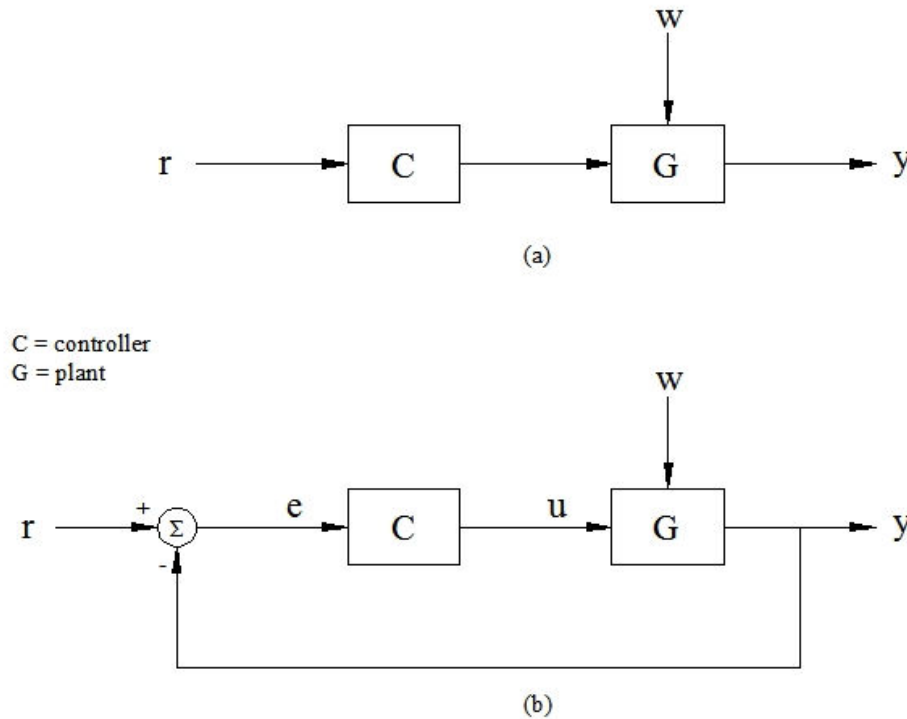 w
r C G y
(a)
C = controller
G = plant
w
r + Σ e C u G y
-
(b)